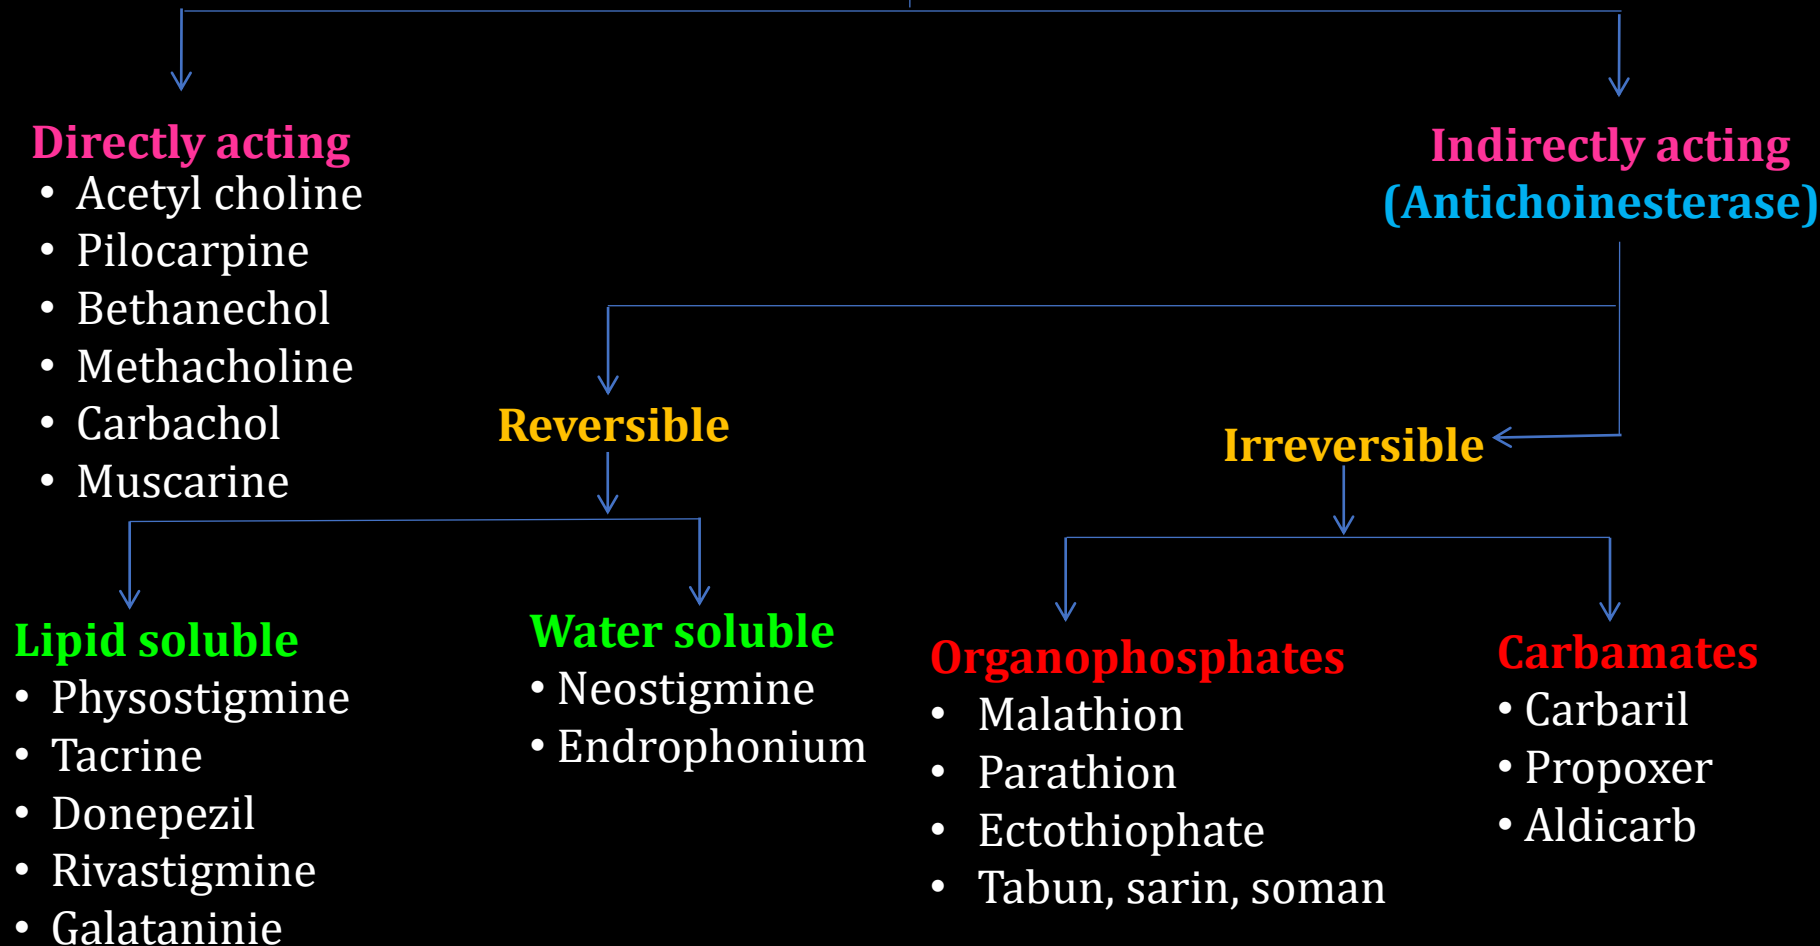 Directly acting
• Acetyl choline
• Pilocarpine
• Bethanechol
• Methacholine
• Carbachol
• Muscarine
Indirectly acting
(Antichoinesterase)
Reversible
Irreversible
Lipid soluble
• Physostigmine
• Tacrine
• Donepezil
• Rivastigmine
• Galataninie
Water soluble
• Neostigmine
• Endrophonium
Organophosphates
• Malathion
• Parathion
• Ectothiophate
• Tabun, sarin, soman
Carbamates
• Carbaril
• Propoxer
• Aldicarb